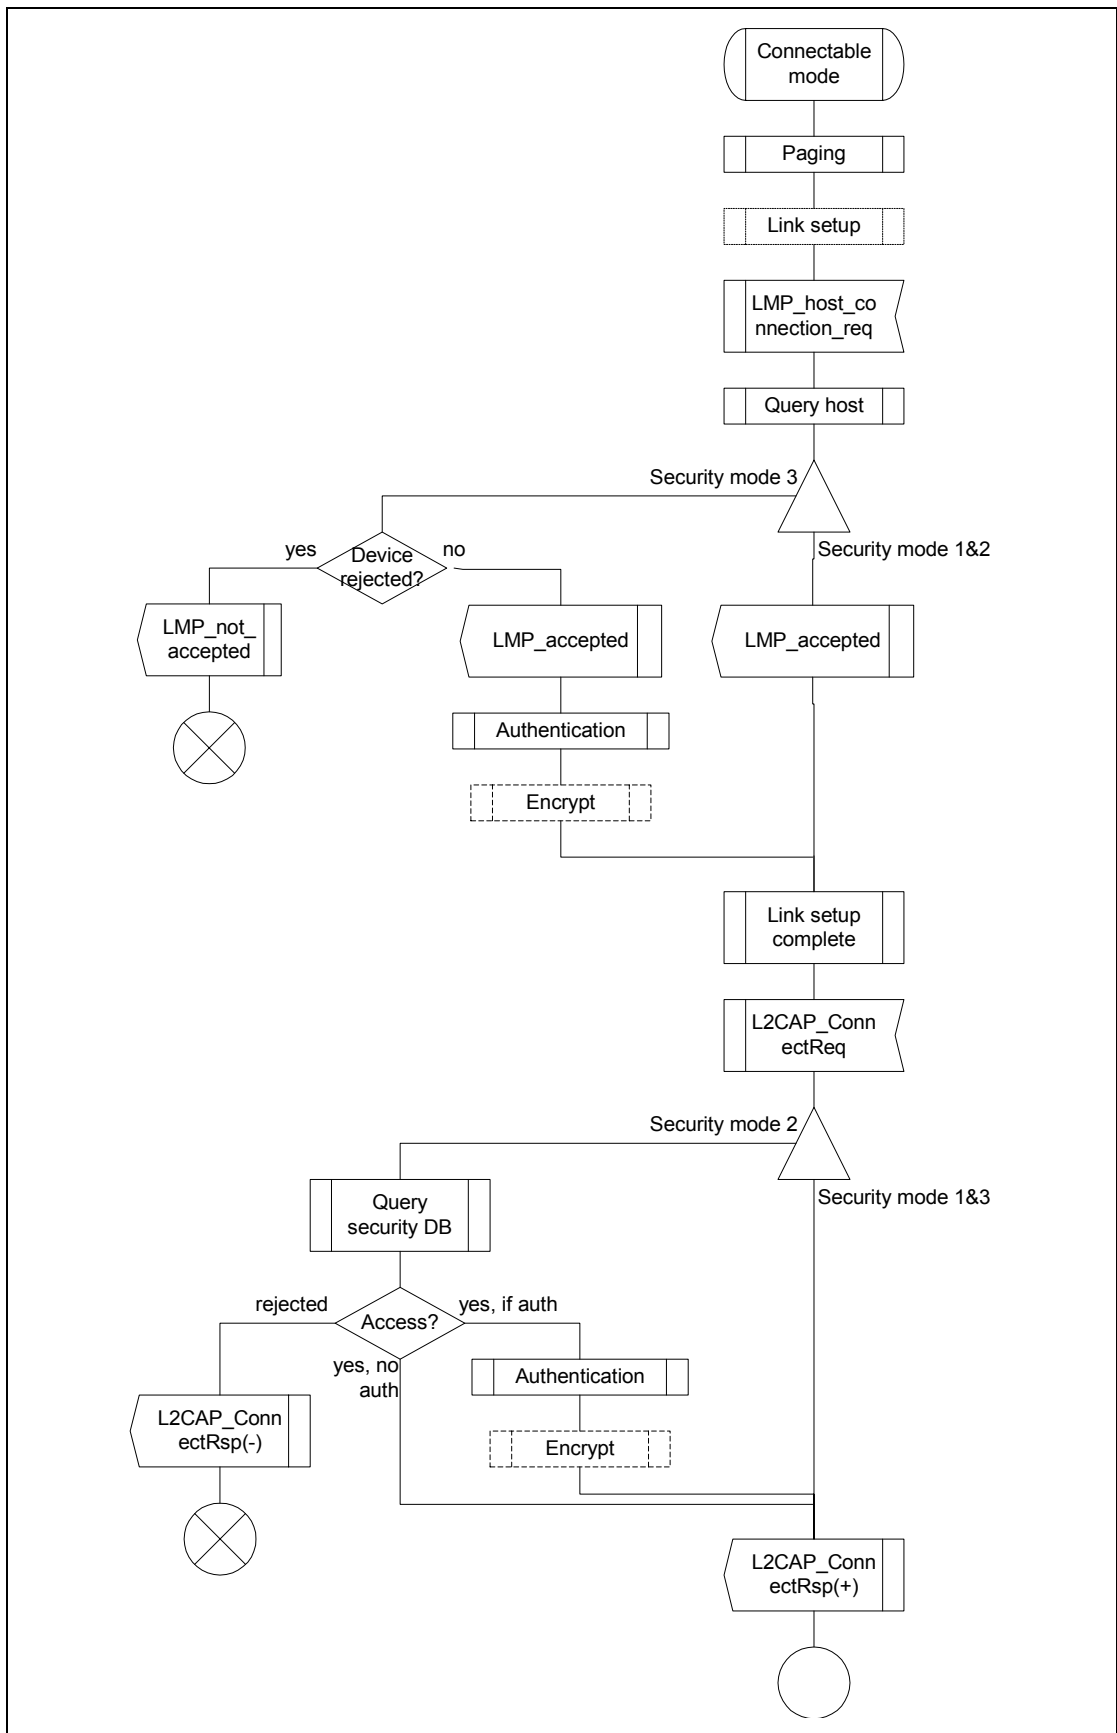 Connectable
mode
Paging
Link setup
LMP_host_co
nnection_req
Query host
Security mode 3
Security mode 1&2
yes
Device
rejected?
no
LMP_not_
accepted
LMP_accepted
LMP_accepted
Authentication
Encrypt
Link setup
complete
L2CAP_Conn
ectReq
Security mode 2
Security mode 1&3
Query
security DB
rejected
Access?
yes, if auth
yes, no
auth
Authentication
L2CAP_Conn
ectRsp(-)
Encrypt
L2CAP_Conn
ectRsp(+)